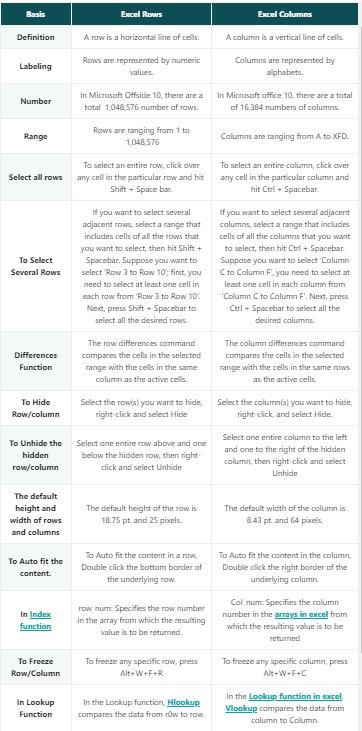 Basis Excel Rows Excel Columns
Definition
A row is a horizontal line of cells.
A column is a vertical line of cells.
Labeling
Rows are represented by numeric
values.
Columns are represented by
alphabets.
Number
In Microsoft Offside 10, there are a
total 1,048,576 number of rows.
In Microsoft office 10, there are a total
of 16,384 numbers of columns.
Range
Rows are ranging from 1 to
1,048,576
Columns are ranging from A to XFD.
Select all rows
To select an entire row, click over
any cell in the particular row and hit
Shift + Space bar.
To select an entire column, click over
any cell in the particular column and
hit Ctrl + Spacebar.
To Select
Several Rows
If you want to select several
adjacent rows, select a range that
includes cells of all the rows that
you want to select, then hit Shift +
Spacebar. Suppose you want to
select 'Row 3 to Row 10'; first, you
need to select at least one cell in
each row from 'Row 3 to Row 10'.
Next, press Shift + Spacebar to
select all the desired rows.
If you want to select several adjacent
columns, select a range that includes
cells of all the columns that you want
to select, then hit Ctrl + Spacebar.
Suppose you want to select 'Column
C to Column F', you need to select at
least one cell in each column from
'Column C to Column F'. Next, press
Ctrl + Spacebar to select all the
desired columns.
Differences
Function
The row differences command
compares the cells in the selected
range with the cells in the same
column as the active cells.
The column differences command
compares the cells in the selected
range with the cells in the same rows
as the active cells.
To Hide
Row/column
Select the row(s) you want to hide,
right-click and select Hide
Select the column(s) you want to hide,
right-click, and select Hide.
To Unhide the
hidden
row/column
Select one entire row above and one
below the hidden row, then right-
click and select Unhide
Select one entire column to the left
and one to the right of the hidden
column, then right-click and select
Unhide
The default
height and
width of rows
and columns
The default height of the row is
18.75 pt. and 25 pixels.
The default width of the column is
8.43 pt. and 64 pixels.
To Auto fit the
content.
To Auto fit the content in a row,
Double click the bottom border of
the underlying row.
To Auto fit the content in the column,
Double click the right border of the
underlying column.
In Index
function
row_num: Specifies the row number
in the array from which the resulting
value is to be returned.
Col_num: Specifies the column
number in the arrays in excel from
which the resulting value is to be
returned
To Freeze
Row/Column
To freeze any specific row, press
Alt+W+F+R
To freeze any specific column, press
Alt+W+F+C
In Lookup
Function
In the Lookup function, Hlookup
compares the data from r0w to row.
In the Lookup function in excel,
Vlookup compares the data from
column to Column.